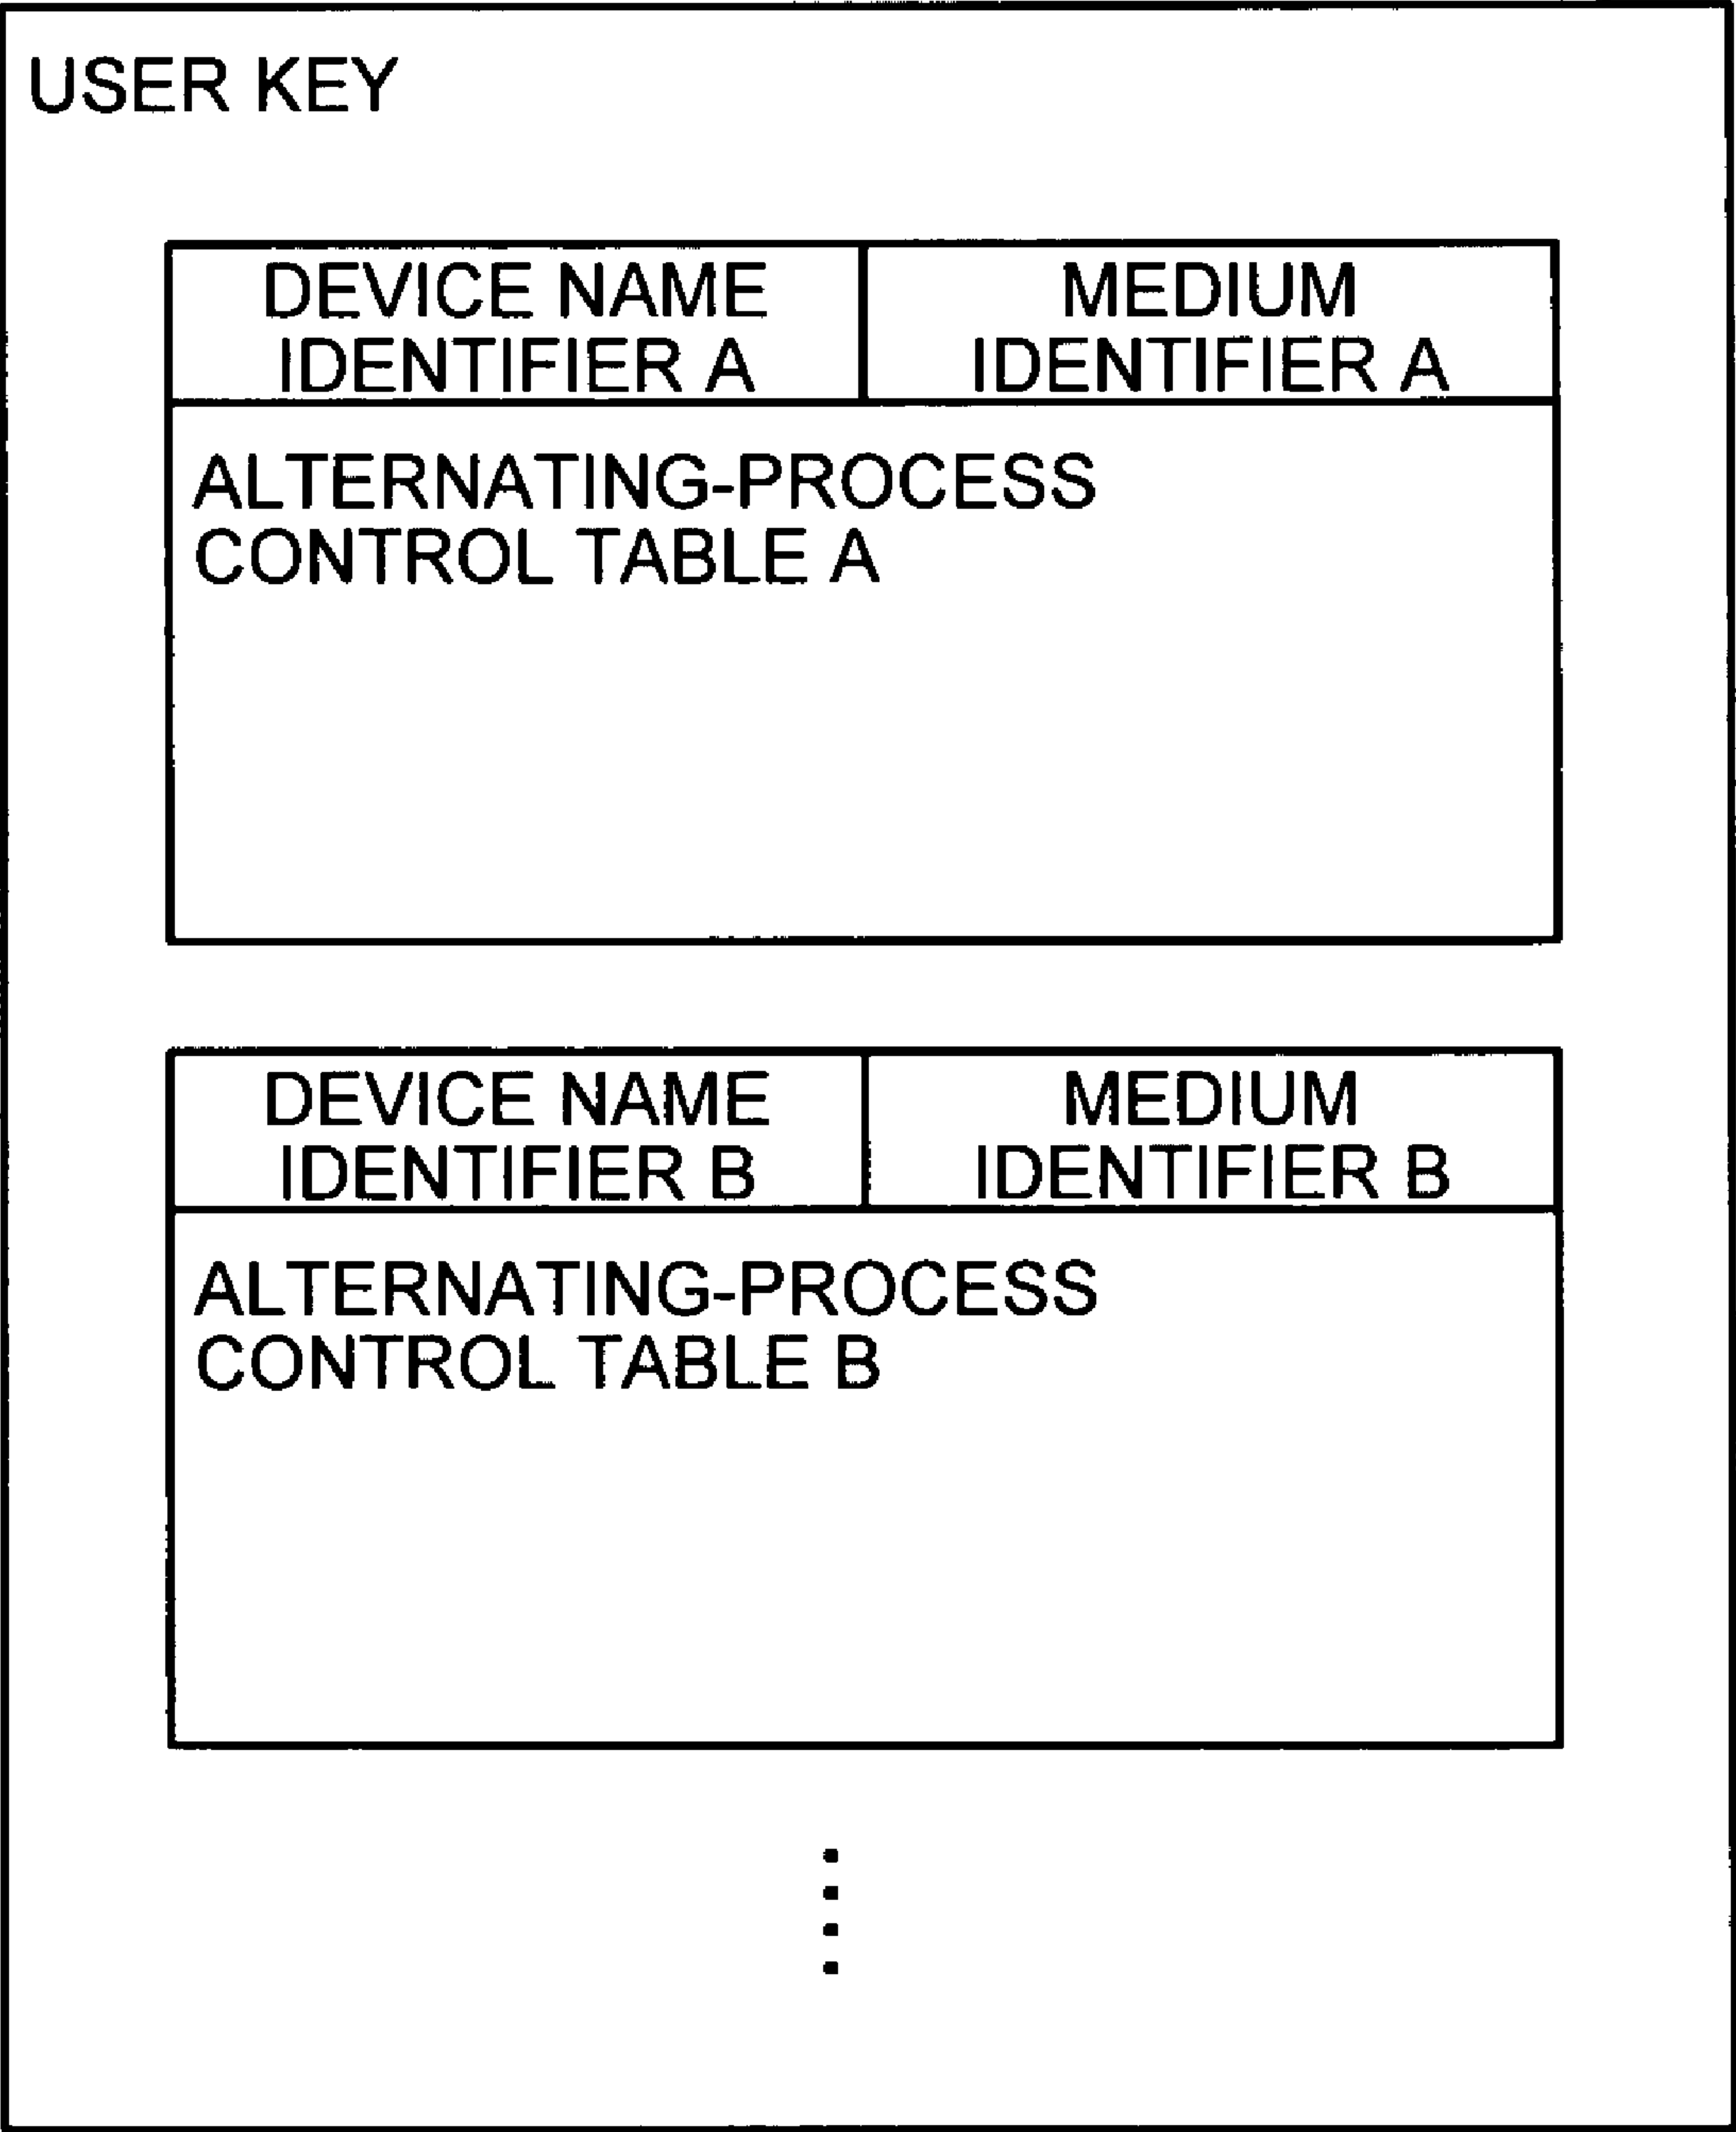 USER KEY
DEVICE NAME
IDENTIFIER A
MEDIUM
IDENTIFIER A
ALTERNATING-PROCESS
CONTROL TABLE A
DEVICE NAME
IDENTIFIER B
MEDIUM
IDENTIFIER B
ALTERNATING-PROCESS
CONTROL TABLE B